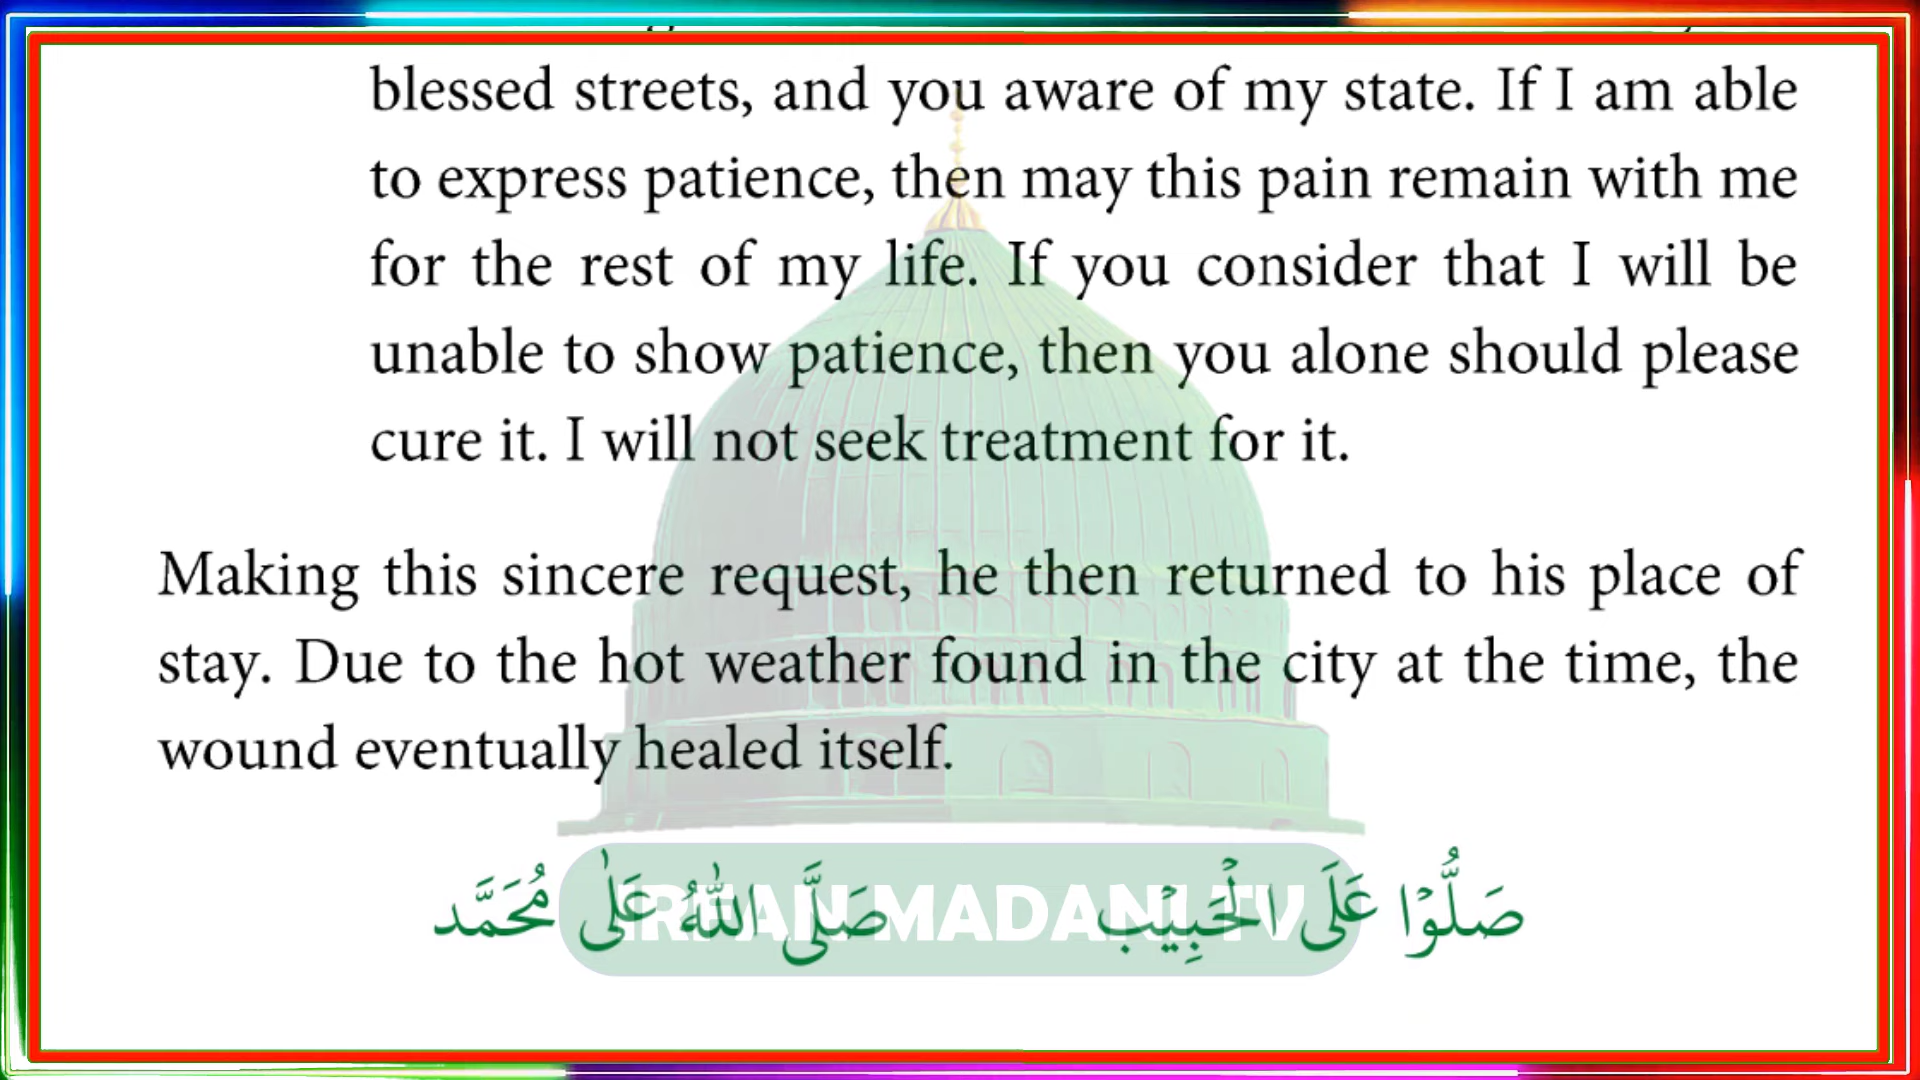 blessed streets, and you aware of my state. If I am able
to express patience, then may this pain remain with me
for the rest of my life. If you consider that I will be
unable to show patience, then you alone should please
cure it. I will not seek treatment for it.
Making this sincere request, he then returned to his place of
stay. Due to the hot weather found in the city at the time, the
wound eventually healed itself.
صَلُّوْا عَلَى الْحَبِيْب صَلَّى اللهُ عَلٰى مُحَمَّد
IRFAN MADANI TV